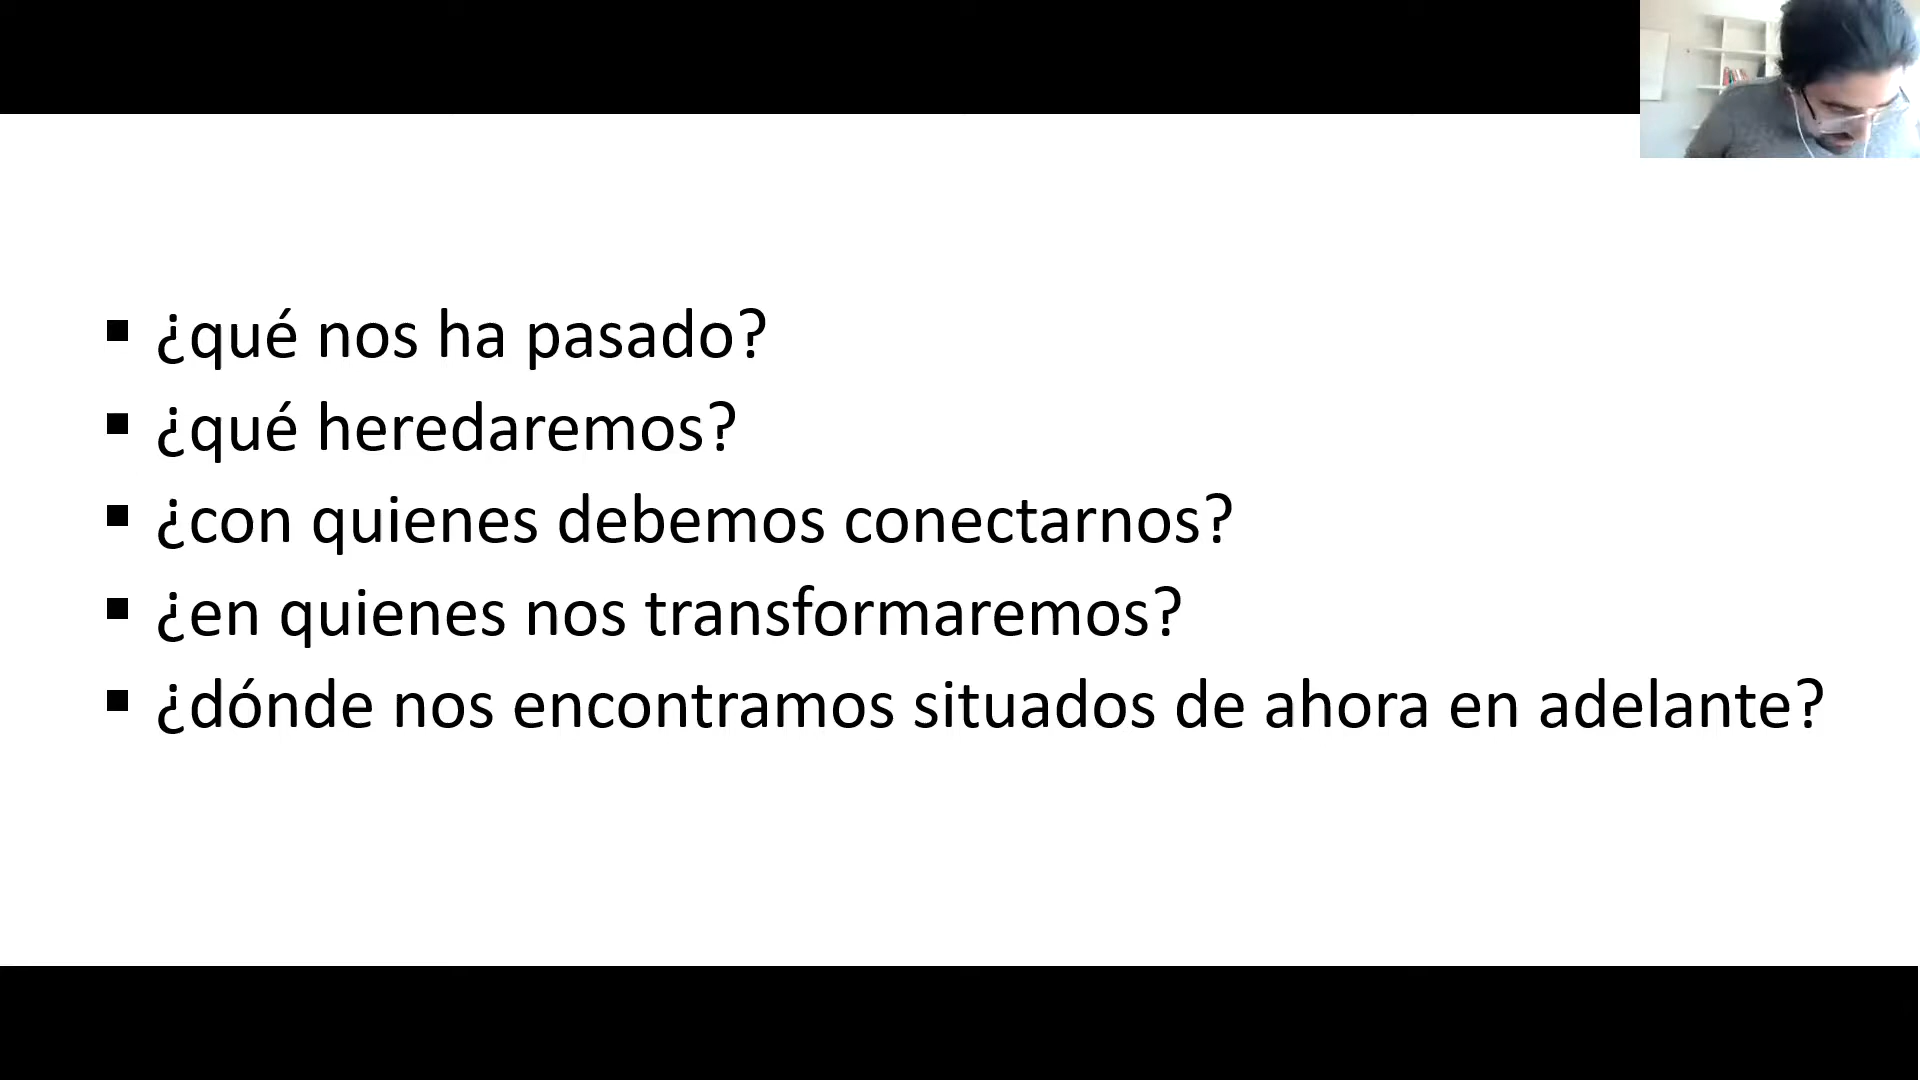 ▪ ¿qué nos ha pasado?
▪ ¿qué heredaremos?
▪ ¿con quienes debemos conectarnos?
▪ ¿en quienes nos transformaremos?
▪ ¿dónde nos encontramos situados de ahora en adelante?